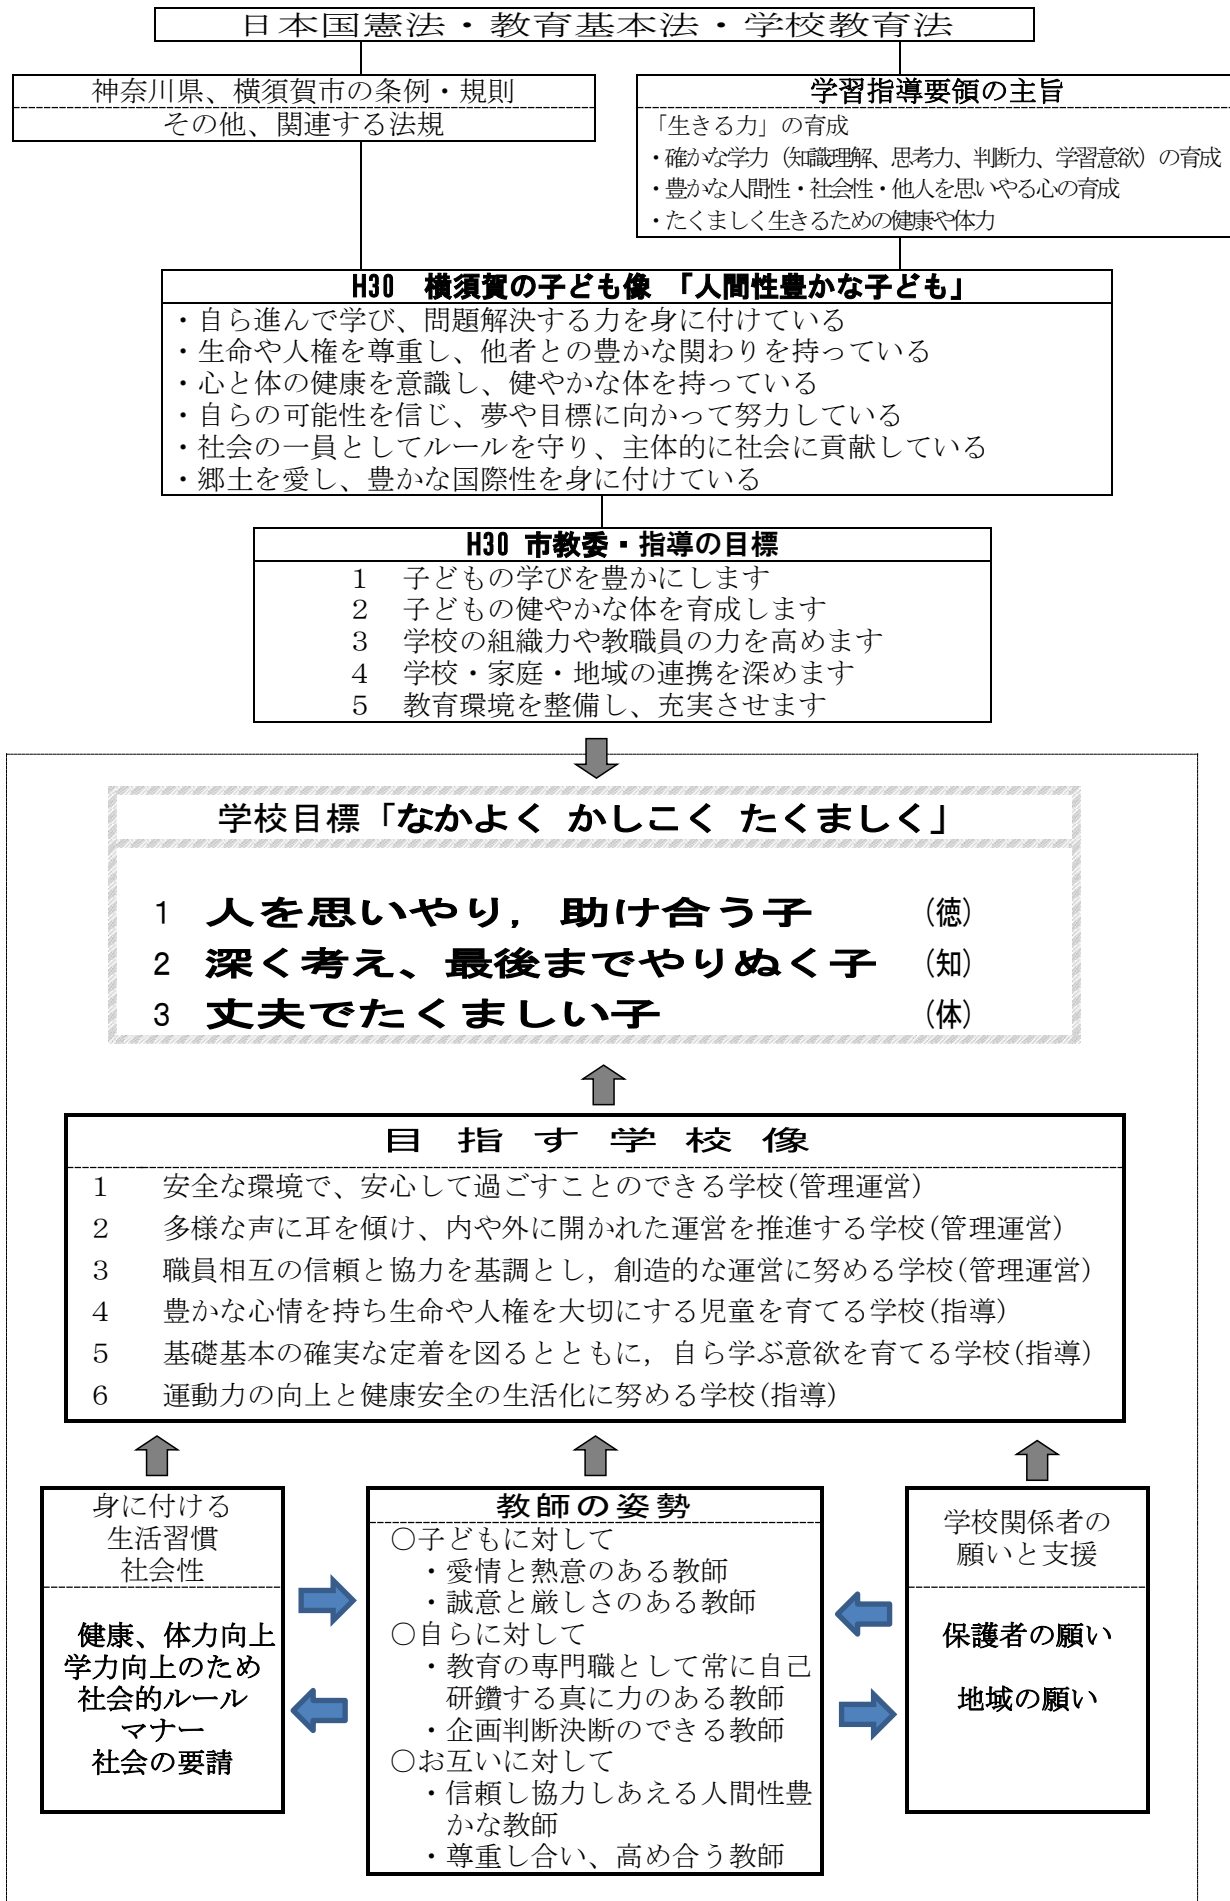 日本国憲法・教育基本法・学校教育法
神奈川県、横須賀市の条例・規則
その他、関連する法規
学習指導要領の主旨
「生きる力」の育成
・確かな学力（知識理解、思考力、判断力、学習意欲）の育成
・豊かな人間性・社会性・他人を思いやる心の育成
・たくましく生きるための健康や体力
H30　横須賀の子ども像　「人間性豊かな子ども」
・自ら進んで学び、問題解決する力を身に付けている
・生命や人権を尊重し、他者との豊かな関わりを持っている
・心と体の健康を意識し、健やかな体を持っている
・自らの可能性を信じ、夢や目標に向かって努力している
・社会の一員としてルールを守り、主体的に社会に貢献している
・郷土を愛し、豊かな国際性を身に付けている
H30 市教委・指導の目標
１　子どもの学びを豊かにします
２　子どもの健やかな体を育成します
３　学校の組織力や教職員の力を高めます
４　学校・家庭・地域の連携を深めます
５　教育環境を整備し、充実させます
学校目標「なかよく かしこく たくましく」
1 人を思いやり，助け合う子 （徳）
2 深く考え、最後までやりぬく子 （知）
3 丈夫でたくましい子 （体）
目 指 す 学 校 像
１　安全な環境で、安心して過ごすことのできる学校(管理運営)
２　多様な声に耳を傾け、内や外に開かれた運営を推進する学校(管理運営)
３　職員相互の信頼と協力を基調とし，創造的な運営に努める学校(管理運営)
４　豊かな心情を持ち生命や人権を大切にする児童を育てる学校(指導)
５　基礎基本の確実な定着を図るとともに，自ら学ぶ意欲を育てる学校(指導)
６　運動力の向上と健康安全の生活化に努める学校(指導)
身に付ける
生活習慣
社会性
健康、体力向上
学力向上のため
社会的ルール
マナー
社会の要請
教師の姿勢
○子どもに対して
・愛情と熱意のある教師
・誠意と厳しさのある教師
○自らに対して
・教育の専門職として常に自己
研鑽する真に力のある教師
・企画判断決断のできる教師
○お互いに対して
・信頼し協力しあえる人間性豊
かな教師
・尊重し合い、高め合う教師
学校関係者の
願いと支援
保護者の願い
地域の願い